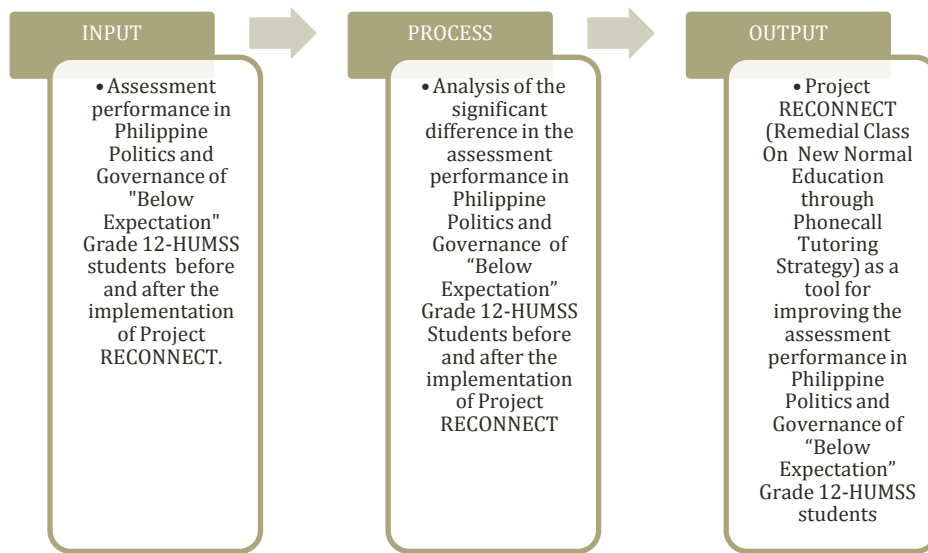 INPUT
• Assessment
performance in
Philippine
Politics and
Governance of
"Below
Expectation"
Grade 12-HUMSS
students before
and after the
implementation
of Project
RECONNECT.
PROCESS
• Analysis of the
significant
difference in the
assessment
performance in
Philippine
Politics and
Governance of
“Below
Expectation”
Grade 12-HUMSS
Students before
and after the
implementation
of Project
RECONNECT
OUTPUT
• Project
RECONNECT
(Remedial Class
On New Normal
Education
through
Phonecall
Tutoring
Strategy) as a
tool for
improving the
assessment
performance in
Philippine
Politics and
Governance of
“Below
Expectation”
Grade 12-HUMSS
students